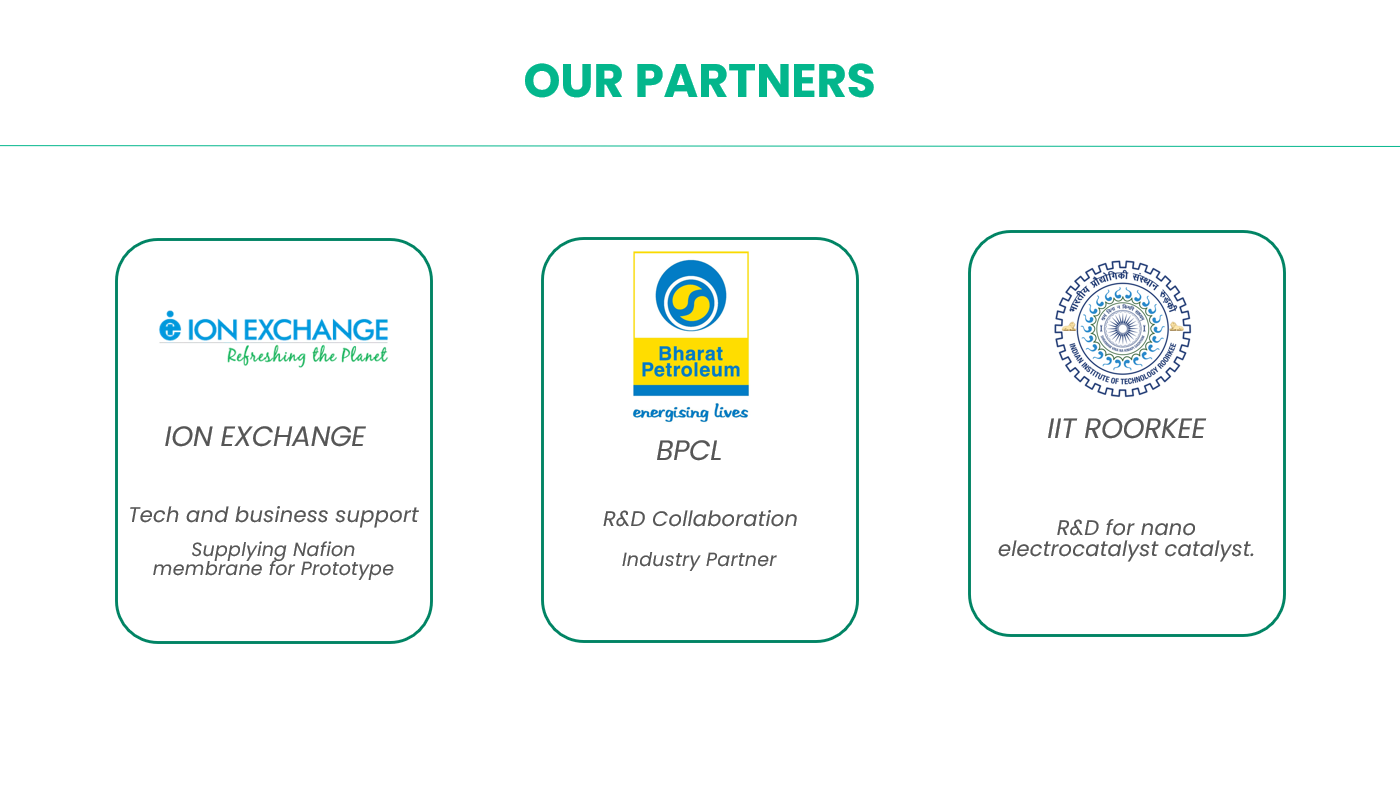 OUR PARTNERS
ION EXCHANGE
Refreshing the Planet
ION EXCHANGE
Tech and business support
Supplying Nafion
membrane for Prototype
Bharat
Petroleum
energising lives
BPCL
R&D Collaboration
Industry Partner
भारतीय प्रौद्योगिकी संस्थान रुड़की
INDIAN INSTITUTE OF TECHNOLOGY ROORKEE
IIT ROORKEE
R&D for nano
electrocatalyst catalyst.